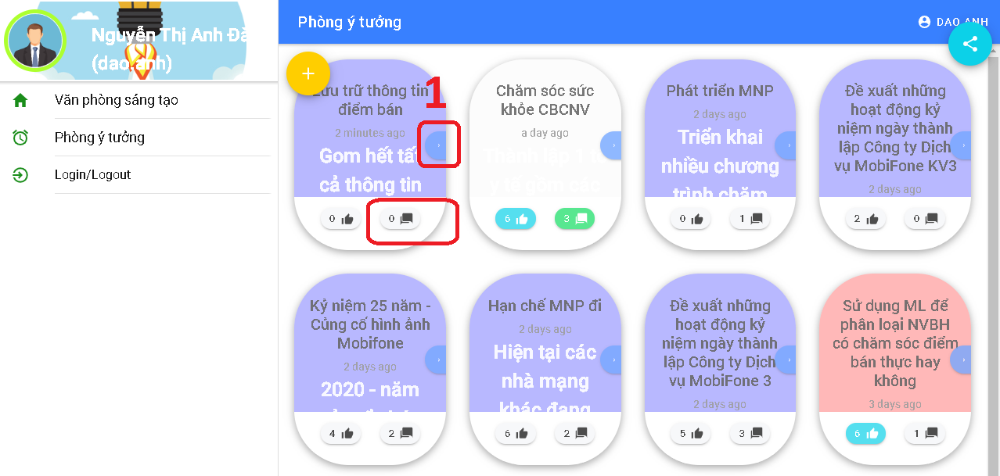 Nguyễn Thị Anh Đà
(dao.anh)
Văn phòng sáng tạo
Phòng ý tưởng
Login/Logout
Phòng ý tưởng
DAO ANH
Lưu trữ thông tin
điểm bán
2 minutes ago
Gom hết tất
cả thông tin
0
0
1
Chăm sóc sức
khỏe CBCNV
a day ago
Thành lập 1 tổ
y tế gồm các
6
3
Phát triển MNP
2 days ago
Triển khai
nhiều chương
trình chăm
0
1
Đề xuất những
hoạt động kỷ
niệm ngày thành
lập Công ty Dịch
vụ MobiFone KV3
2 days ago
2
0
Kỷ niệm 25 năm -
Củng cố hình ảnh
Mobifone
2 days ago
2020 - năm
4
2
Hạn chế MNP đi
2 days ago
Hiện tại các
nhà mạng
khác đang
6
2
Đề xuất những
hoạt động kỷ
niệm ngày thành
lập Công ty Dịch
vụ MobiFone 3
2 days ago
5
3
Sử dụng ML để
phân loại NVBH
có chăm sóc điểm
bán thực hay
không
3 days ago
6
1